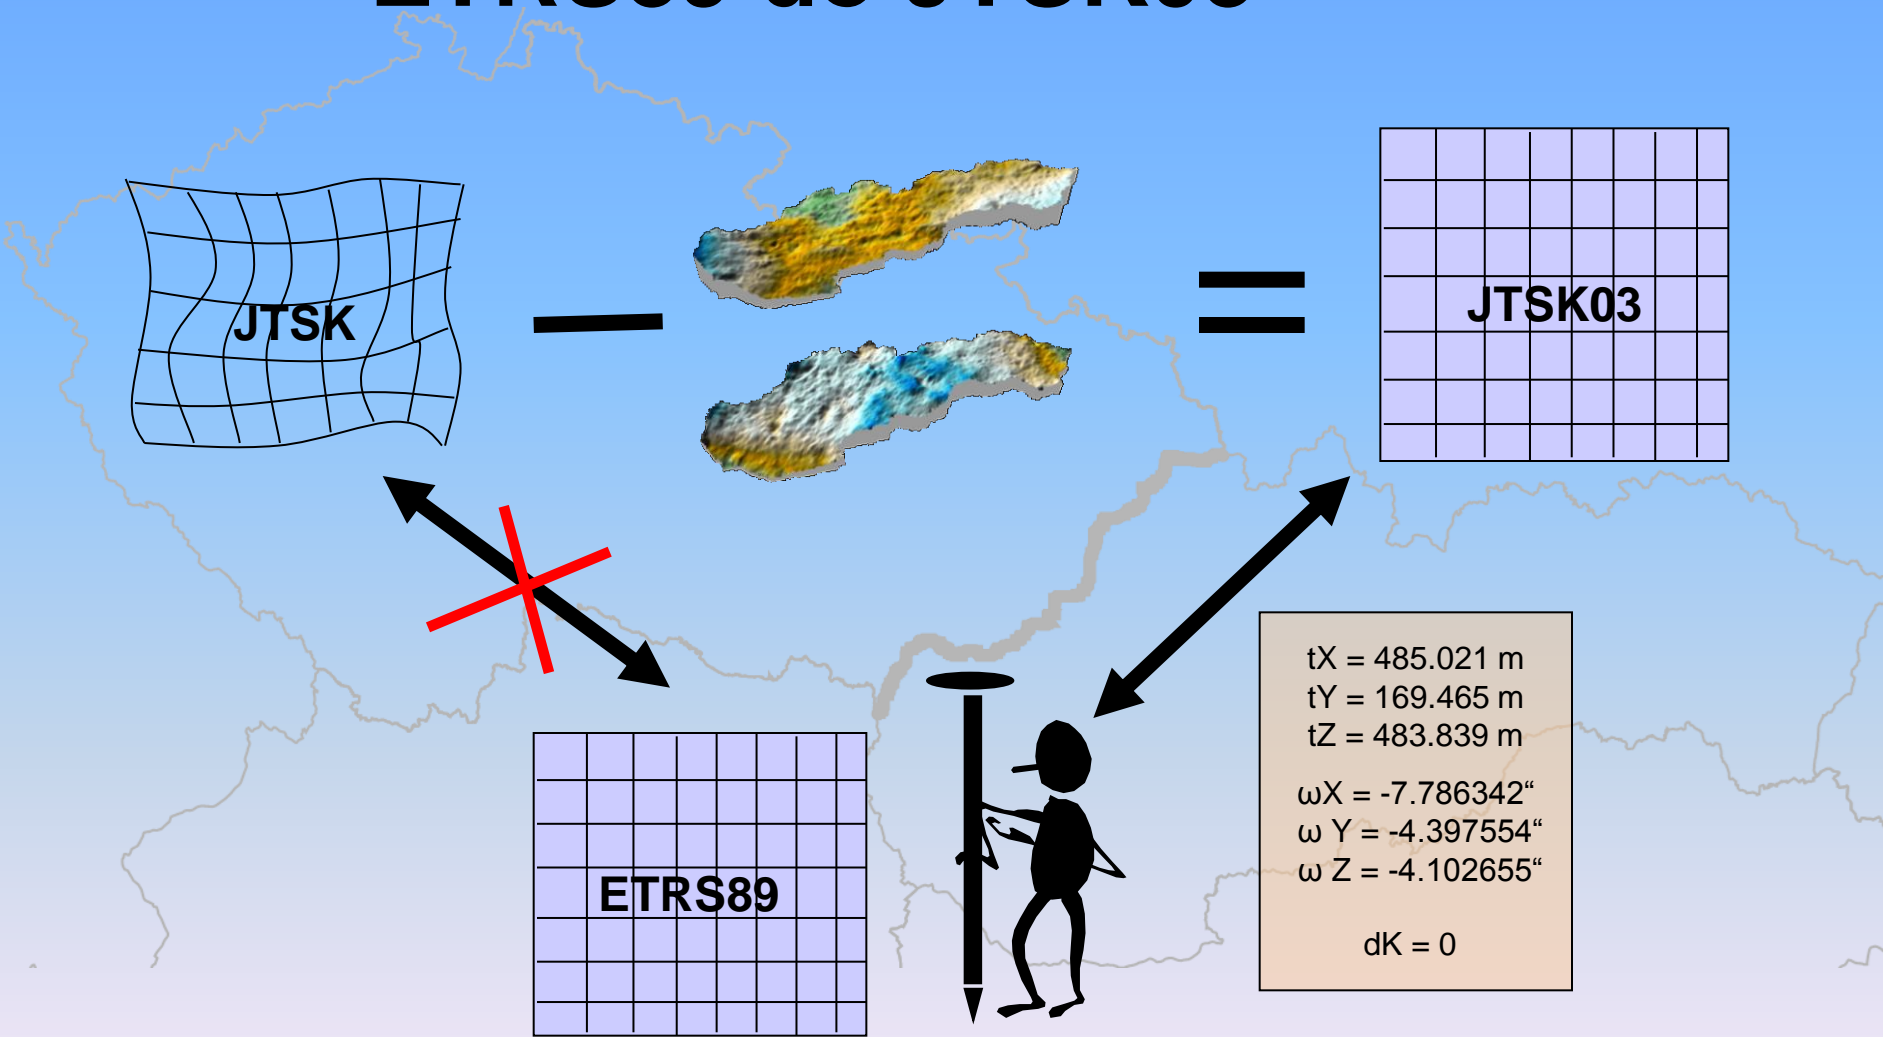 JTSK
JTSK03
tX = 485.021 m
tY = 169.465 m
tZ = 483.839 m
ωX = -7.786342“
ω Y = -4.397554“
ω Z = -4.102655“
dK = 0
ETRS89